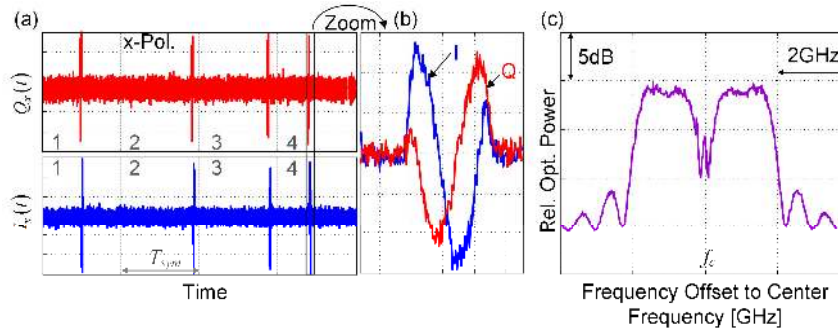 (a)
x-Pol.
Zoom
(b)
(c)
Qx(t)
1 2 3 4
1 2 3 4
ix(t)
Tsym
Time
I
Q
5dB
2GHz
Rel. Opt. Power
fc
Frequency Offset to Center
Frequency [GHz]